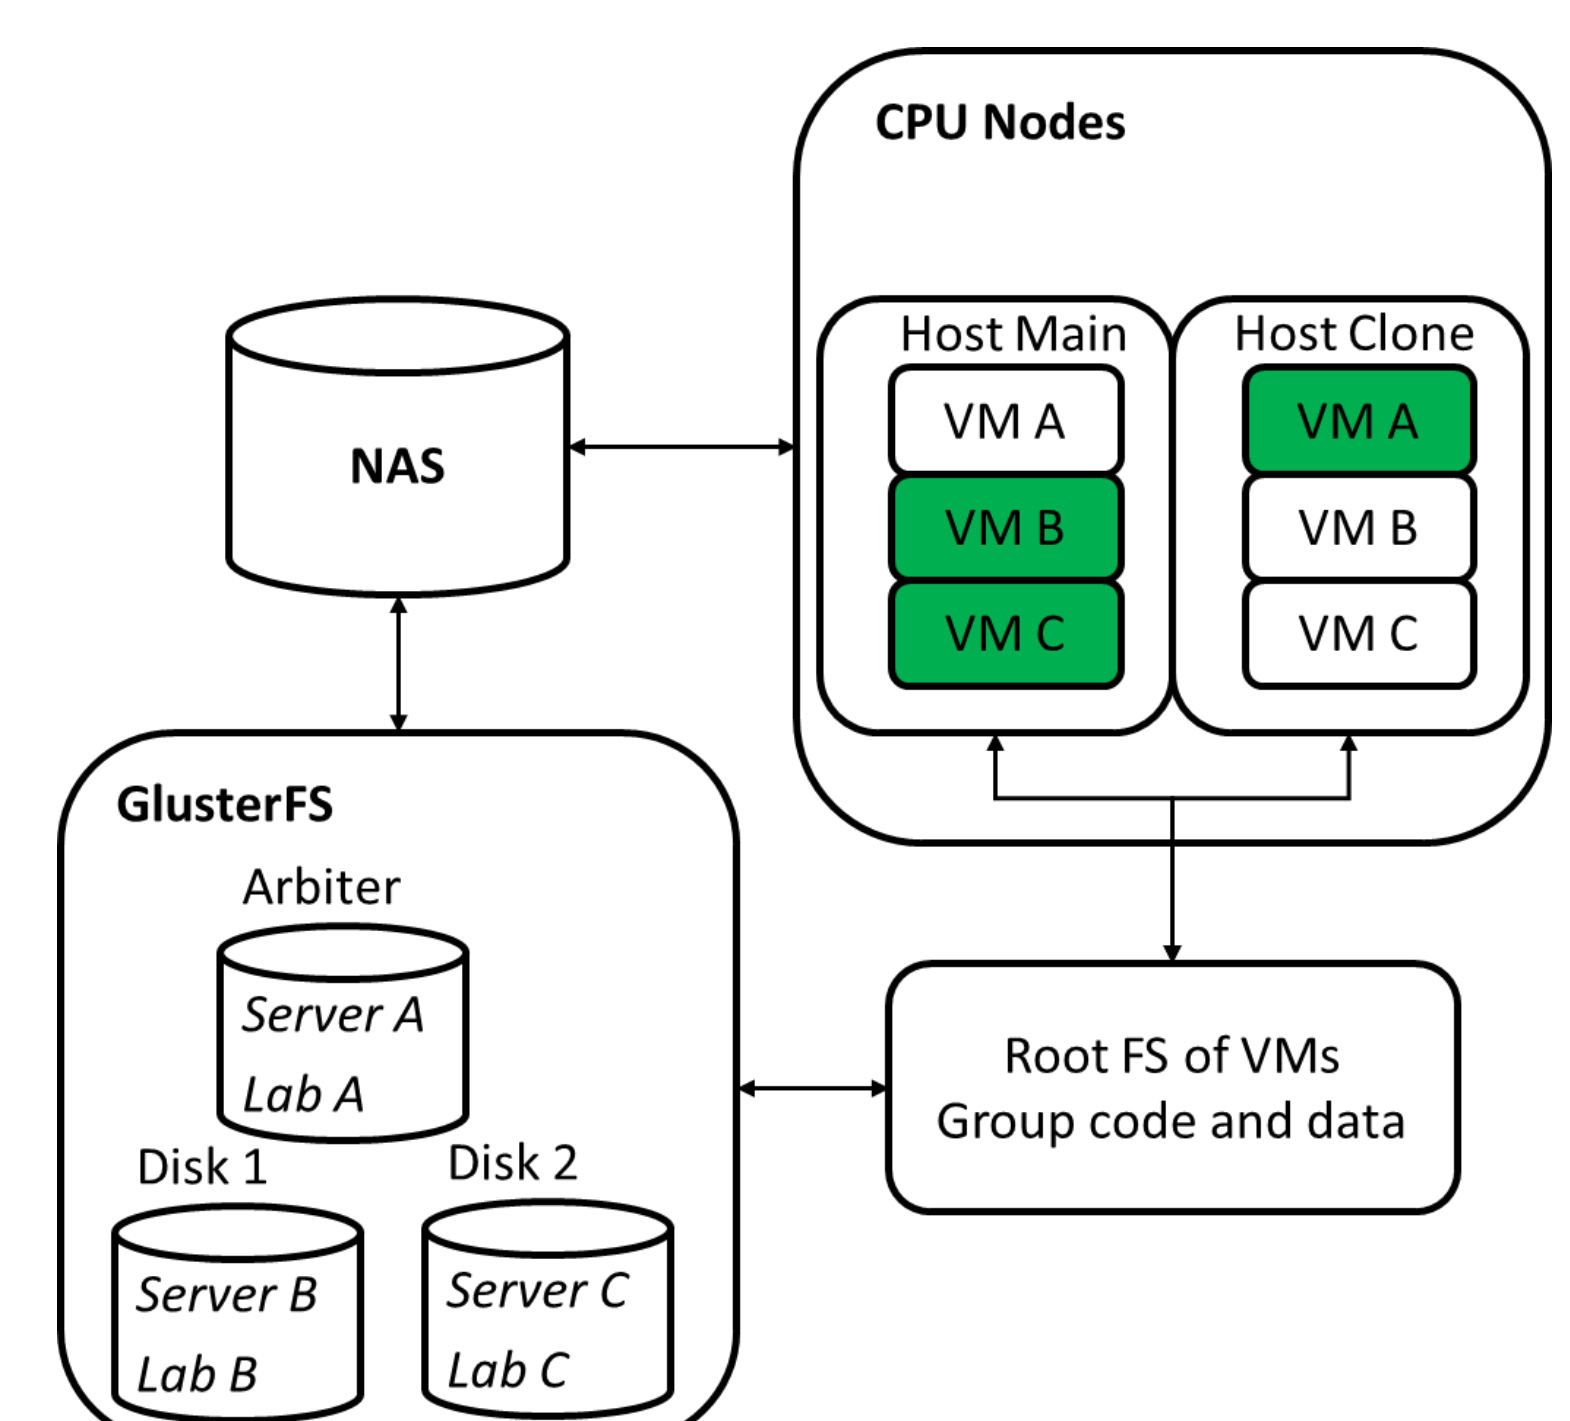 CPU Nodes
Host Main
VM A
VM B
VM C
Host Clone
VM A
VM B
VM C
NAS
GlusterFS
Arbiter
Server A
Lab A
Disk 1
Server B
Lab B
Disk 2
Server C
Lab C
Root FS of VMs
Group code and data